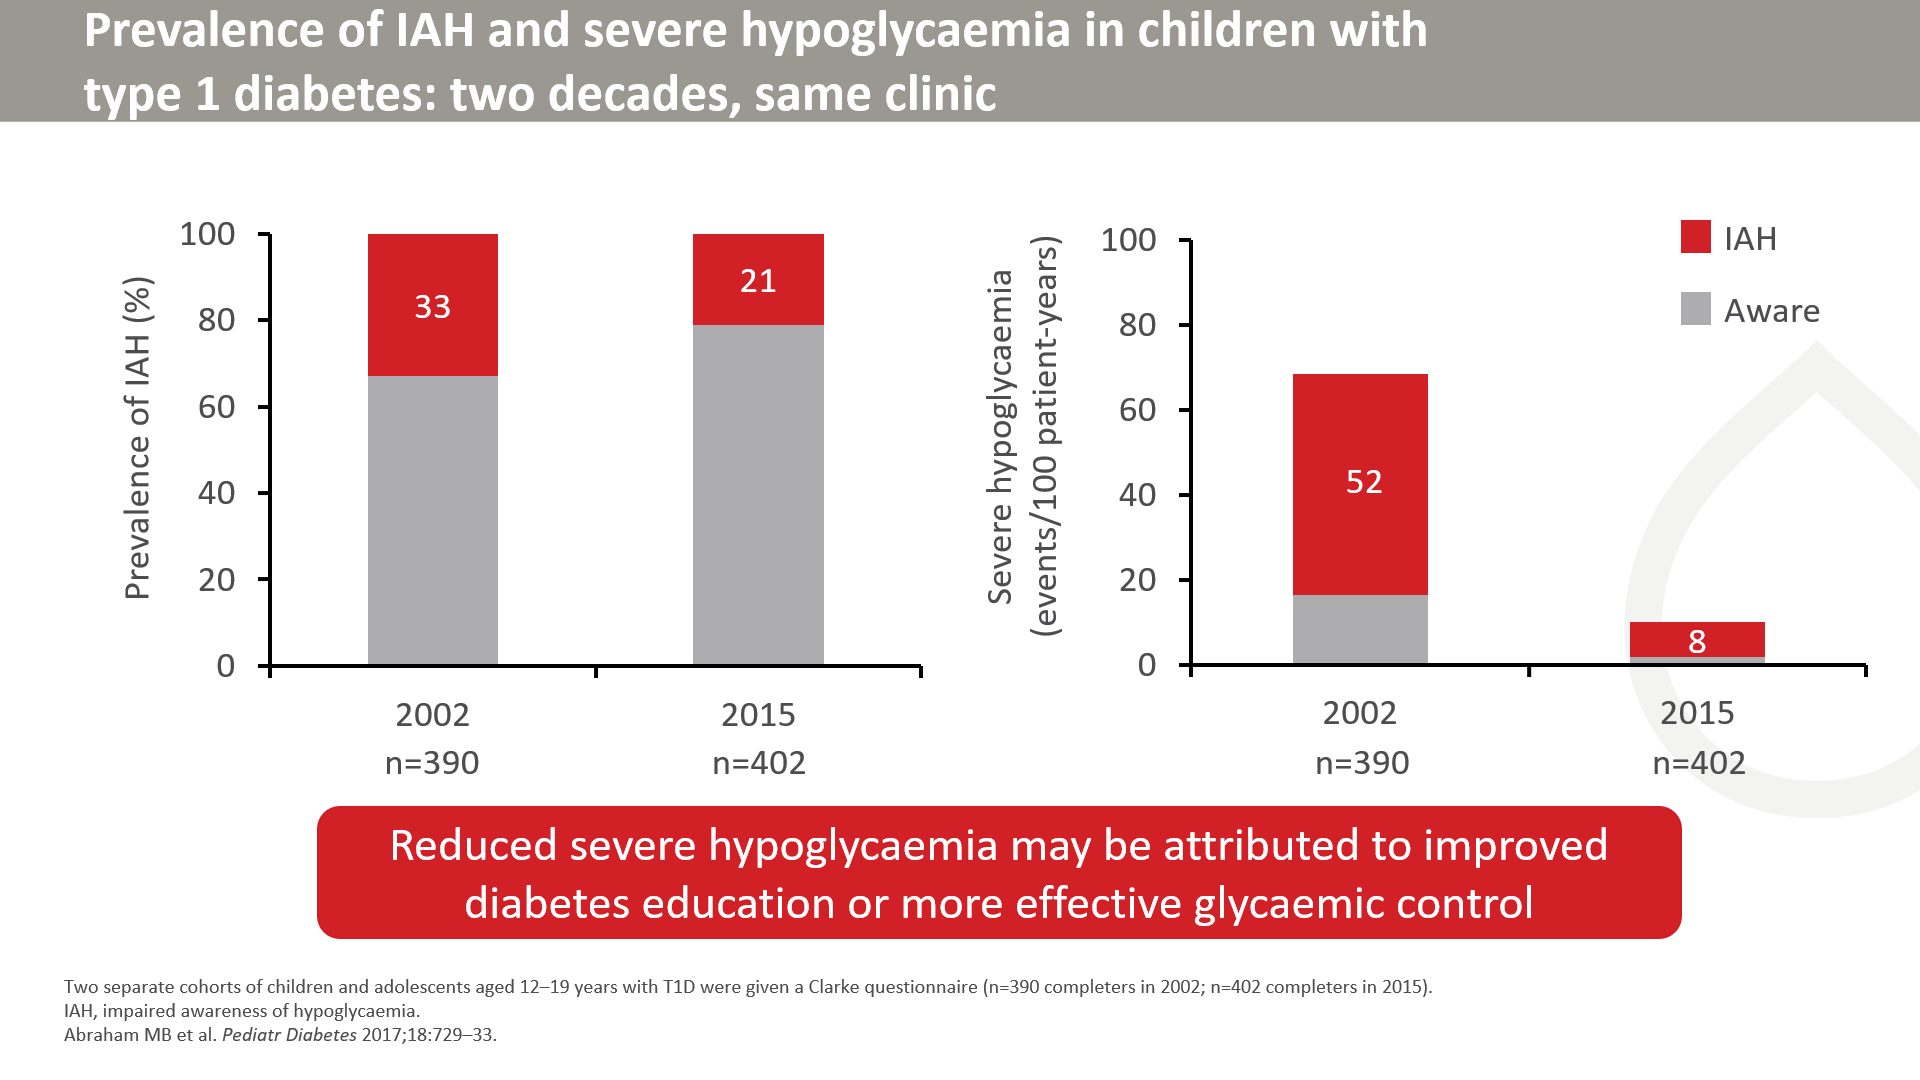 Prevalence of IAH and severe hypoglycaemia in children with
type 1 diabetes: two decades, same clinic
Prevalence of IAH (%)
100
80
60
40
20
0
33
21
2002
2015
n=390
n=402
Severe hypoglycaemia
(events/100 patient-years)
100
80
60
40
20
0
52
8
2002
2015
n=390
n=402
IAH
Aware
Reduced severe hypoglycaemia may be attributed to improved
diabetes education or more effective glycaemic control
Two separate cohorts of children and adolescents aged 12–19 years with T1D were given a Clarke questionnaire (n=390 completers in 2002; n=402 completers in 2015).
IAH, impaired awareness of hypoglycaemia.
Abraham MB et al. Pediatr Diabetes 2017;18:729–33.